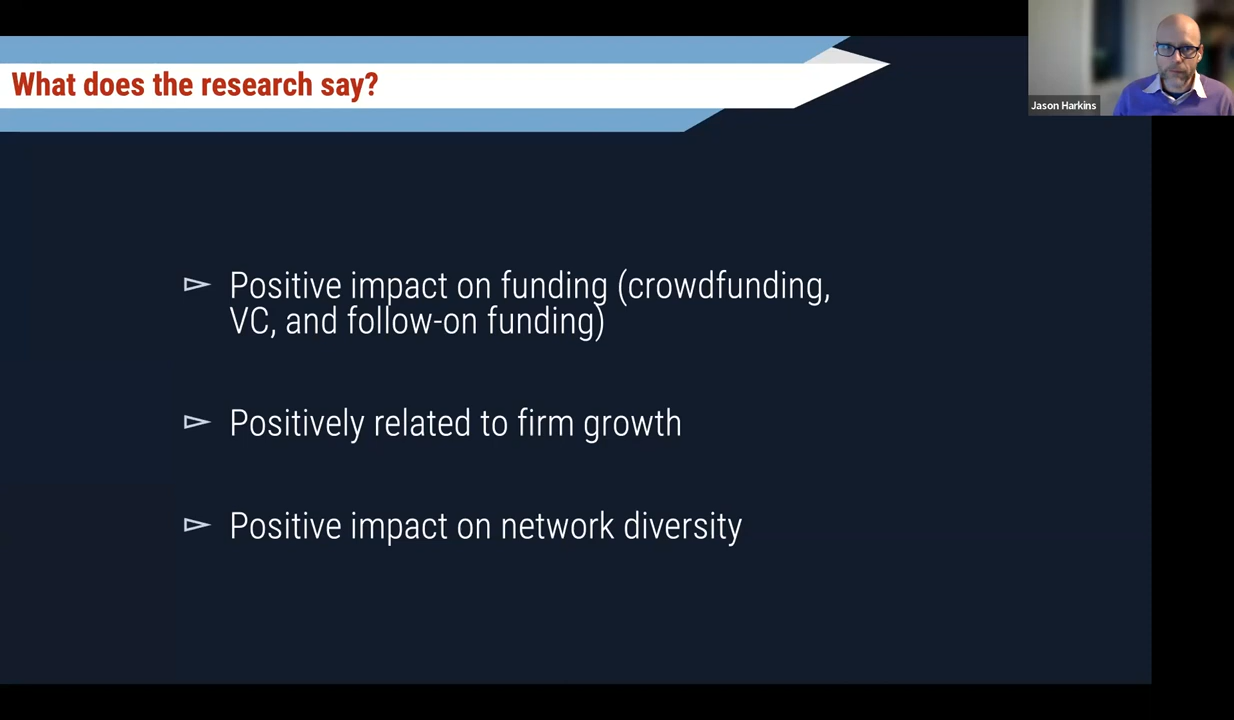 What does the research say?
Jason Harkins
Positive impact on funding (crowdfunding,
VC, and follow-on funding)
Positively related to firm growth
Positive impact on network diversity